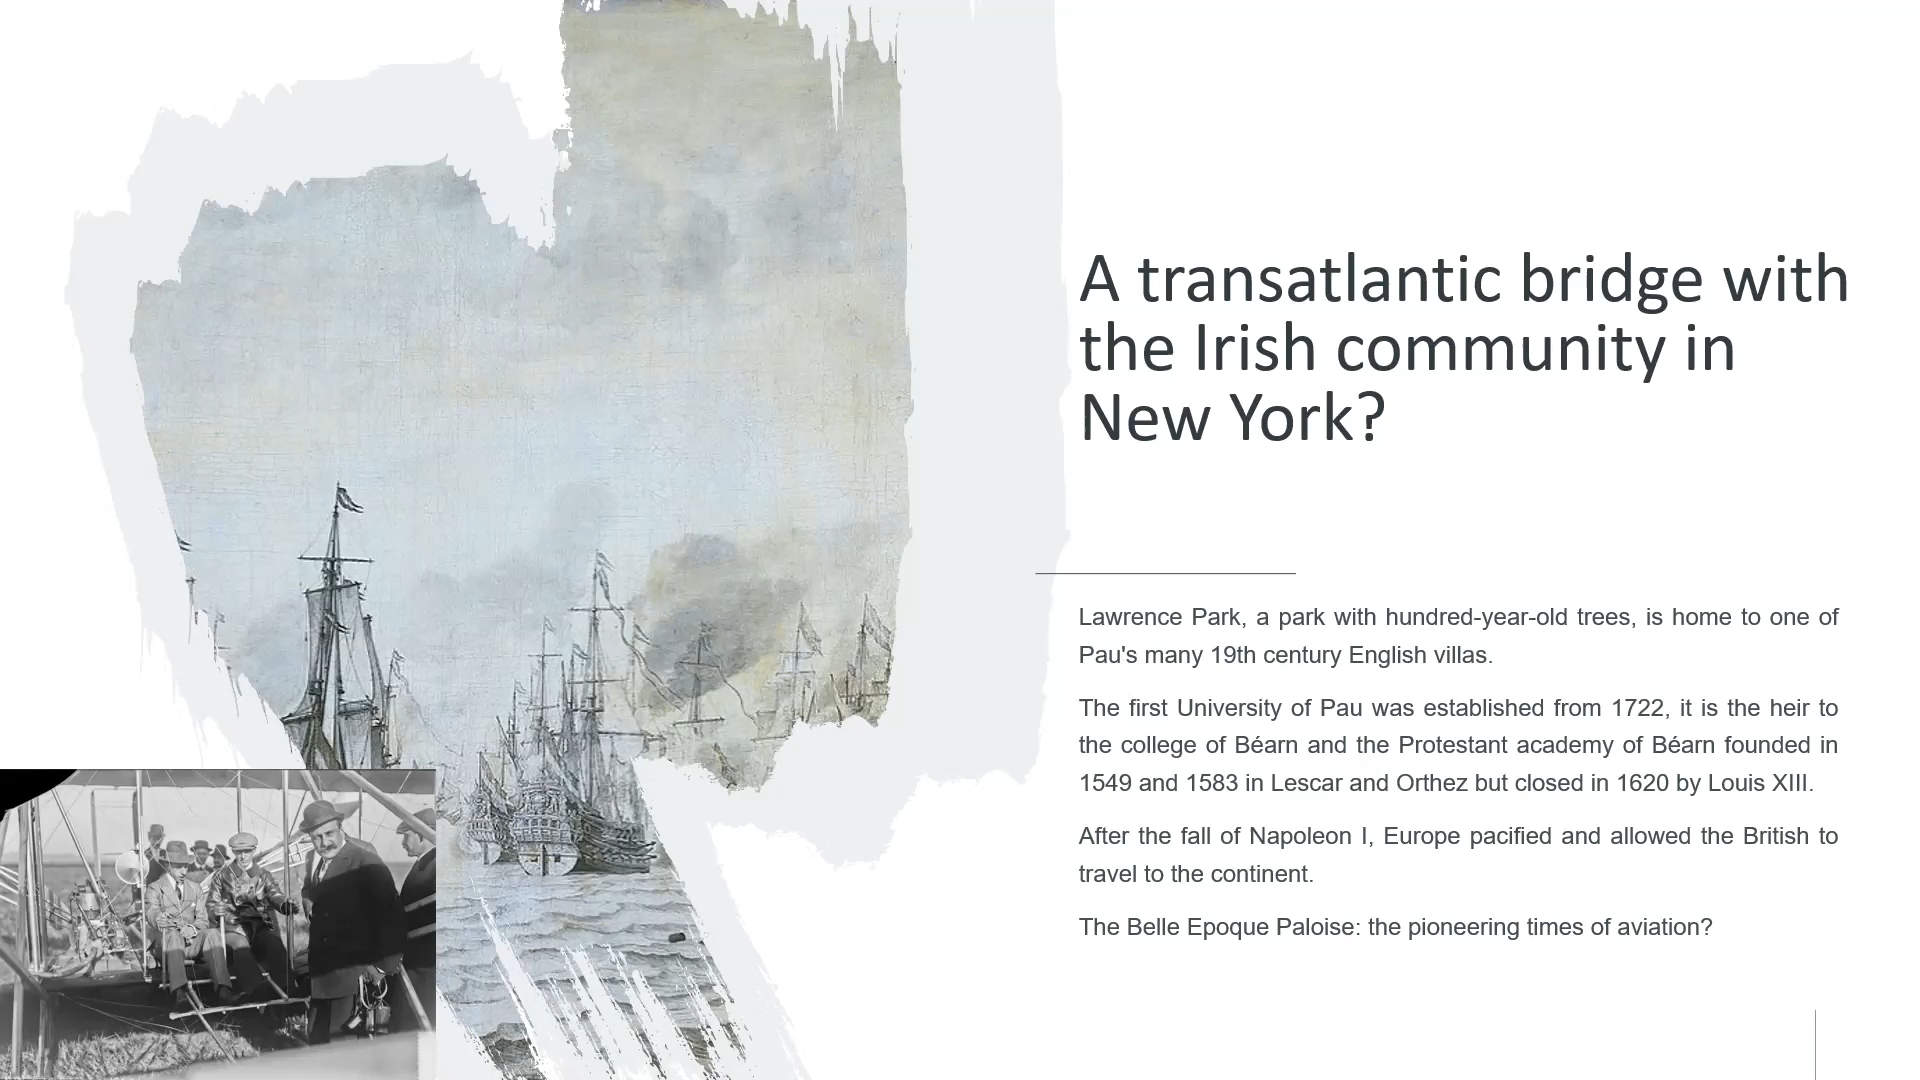 A transatlantic bridge with
the Irish community in
New York?
Lawrence Park, a park with hundred-year-old trees, is home to one of
Pau's many 19th century English villas.
The first University of Pau was established from 1722, it is the heir to
the college of Béarn and the Protestant academy of Béarn founded in
1549 and 1583 in Lescar and Orthez but closed in 1620 by Louis XIII.
After the fall of Napoleon I, Europe pacified and allowed the British to
travel to the continent.
The Belle Epoque Paloise: the pioneering times of aviation?